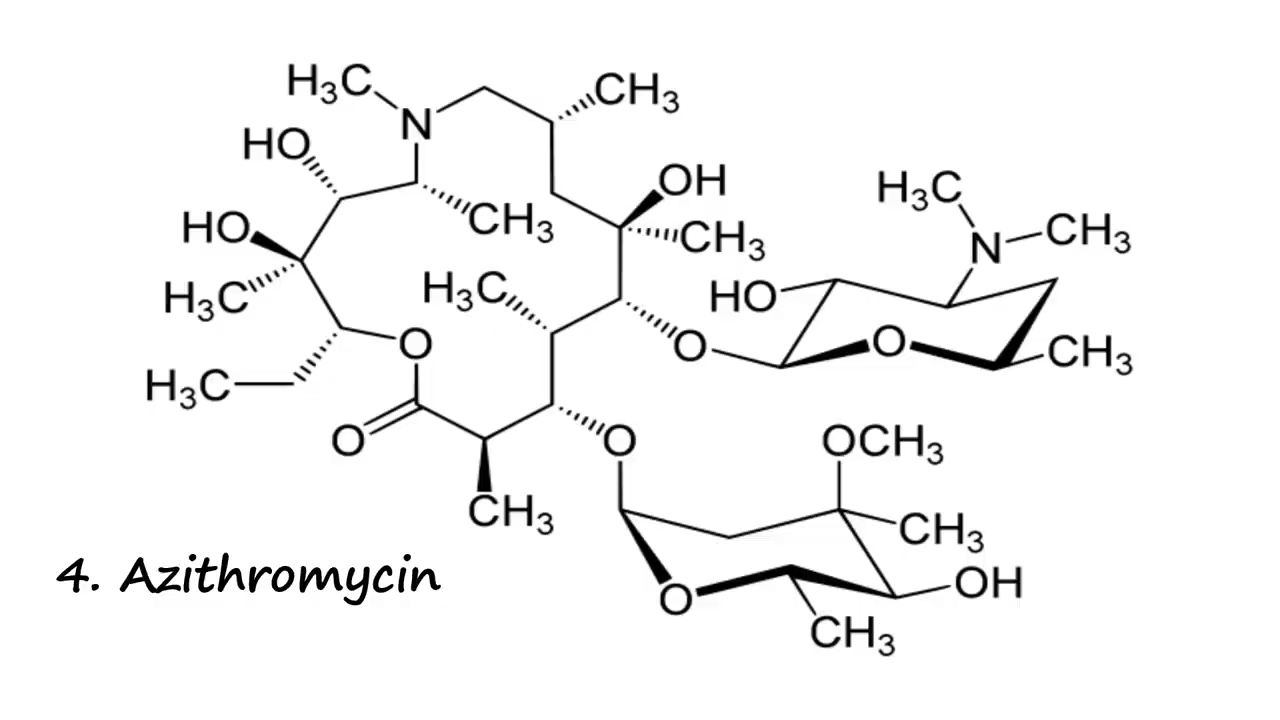 H₃C
CH₃
N
HO
OH
H₃C
CH₃
HO
CH₃
N
CH₃
H₃C
H₃C
HO
O
O
O
CH₃
H₃C
O
O
OCH₃
CH₃
CH₃
4. Azithromycin
OH
O
CH₃